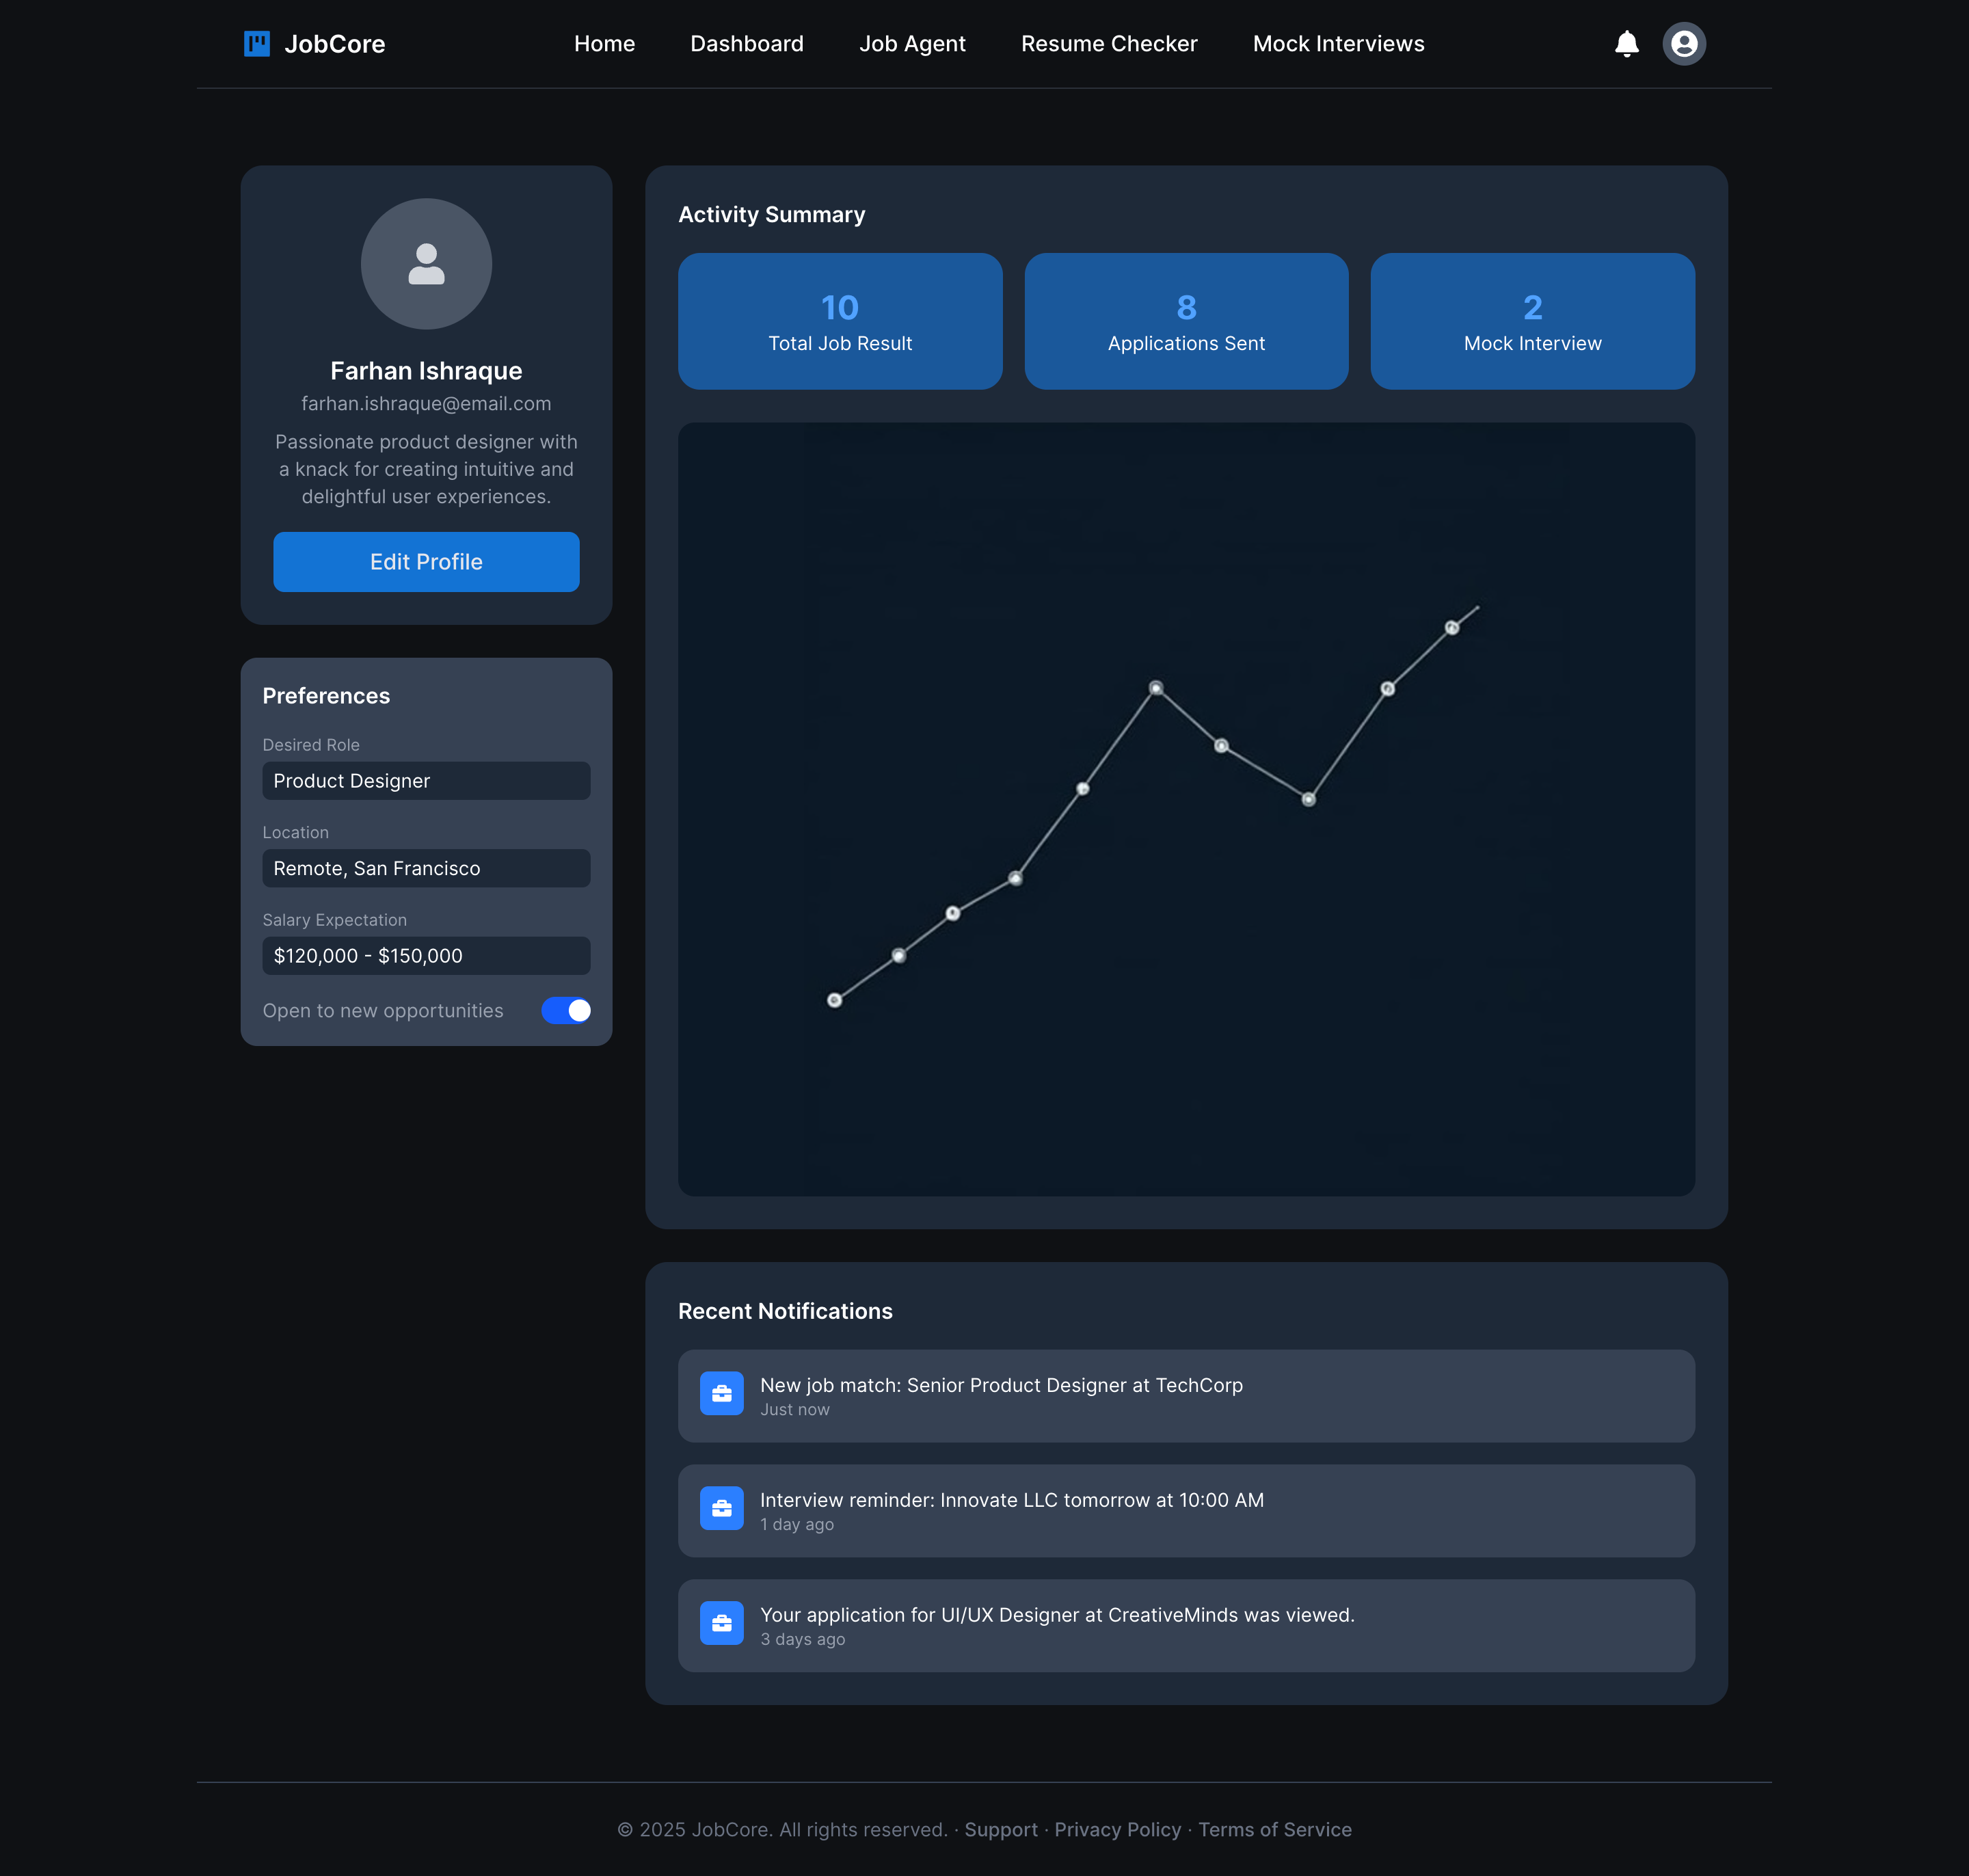 JobCore
Home
Dashboard
Job Agent
Resume Checker
Mock Interviews
Farhan Ishraque
farhan.ishraque@email.com
Passionate product designer with
a knack for creating intuitive and
delightful user experiences.
Edit Profile
Preferences
Desired Role
Product Designer
Location
Remote, San Francisco
Salary Expectation
$120,000 - $150,000
Open to new opportunities
Activity Summary
10
Total Job Result
8
Applications Sent
2
Mock Interview
Recent Notifications
New job match: Senior Product Designer at TechCorp
Just now
Interview reminder: Innovate LLC tomorrow at 10:00 AM
1 day ago
Your application for UI/UX Designer at CreativeMinds was viewed.
3 days ago
© 2025 JobCore. All rights reserved. · Support · Privacy Policy · Terms of Service